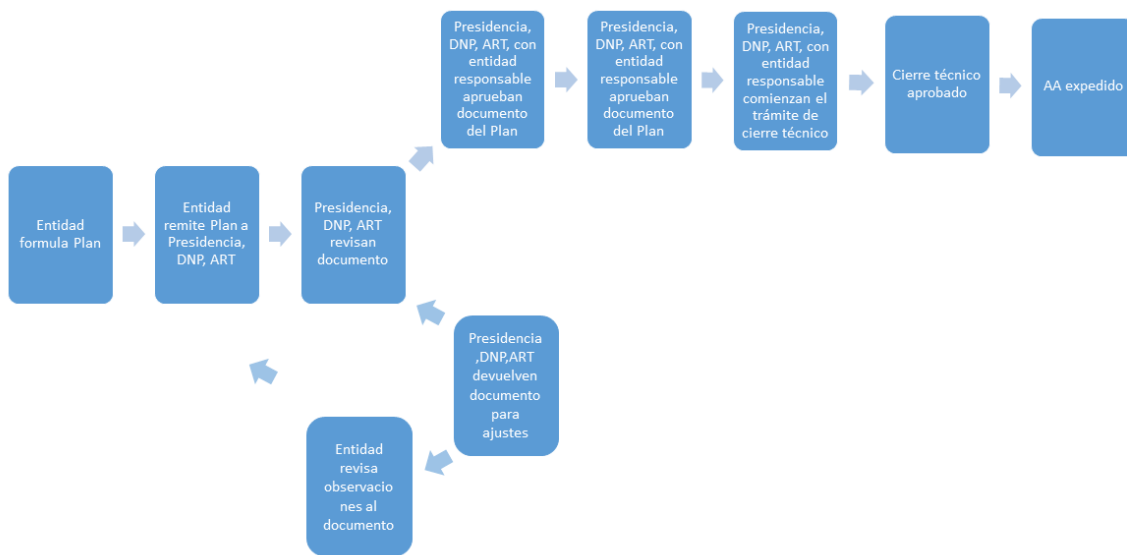 Entidad
formula Plan
Entidad
remite Plan a
Presidencia,
DNP, ART
Presidencia,
DNP, ART
revisan
documento
Presidencia,
DNP, ART, con
entidad
responsable
aprueban
documento
del Plan
Presidencia,
DNP, ART, con
entidad
responsable
aprueban
documento
del Plan
Presidencia,
DNP, ART, con
entidad
responsable
comienzan el
trámite de
cierre técnico
Cierre técnico
aprobado
AA expedido
Presidencia
,DNP,ART
devuelven
documento
para
ajustes
Entidad
revisa
observacio
nes al
documento